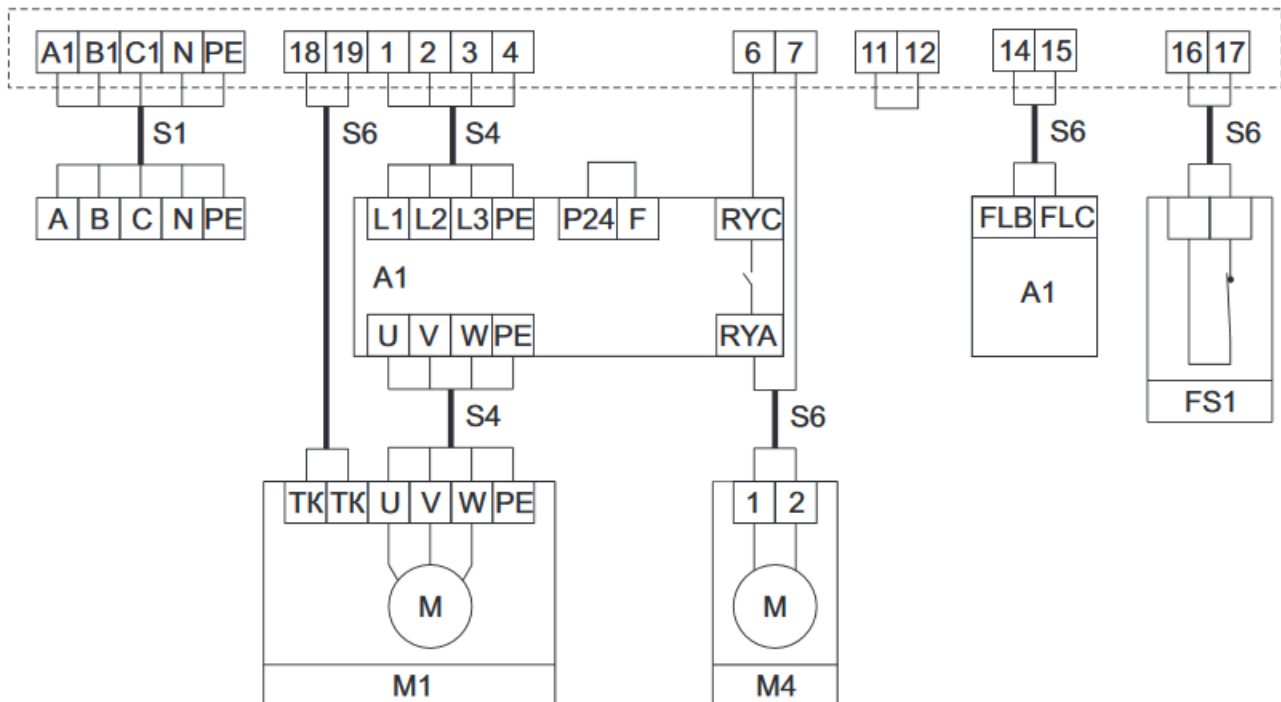 A1 B1 C1 N PE 18 19 1 2 3 4 6 7 11 12 14 15 16 17
S1 S6 S4 S6 S6
A B C N PE L1 L2 L3 PE P24 F RYC FLB FLC
A1 A1
U V W PE RYA
FS1
S4 S6
ТК ТК U V W PE 1 2
M M
M1 M4